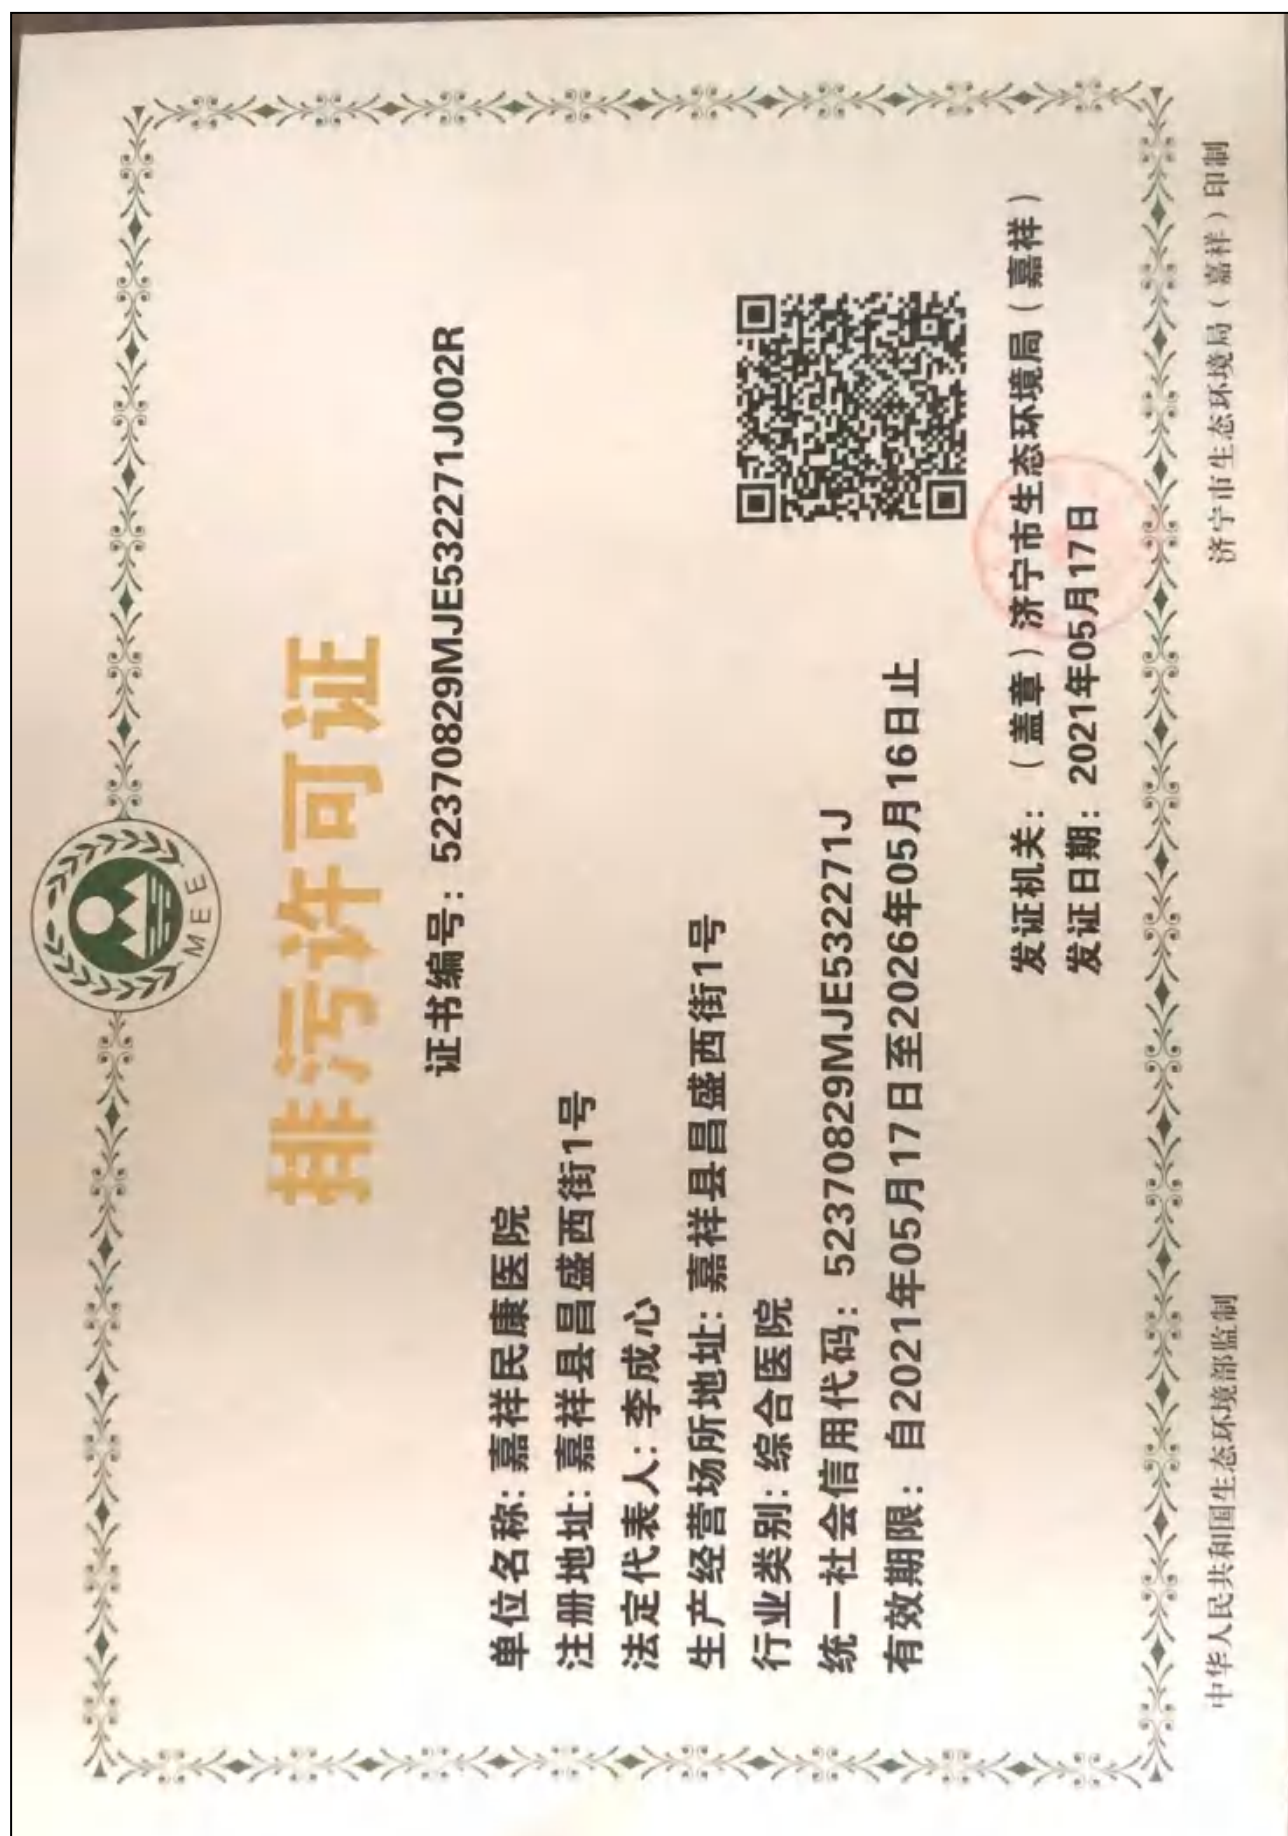 MEE
排污许可证
证书编号：52370829MJE532271J002R
单位名称：嘉祥民康医院
注册地址：嘉祥县昌盛西街1号
法定代表人：李成心
生产经营场所地址：嘉祥县昌盛西街1号
行业类别：综合医院
统一社会信用代码：52370829MJE532271J
有效期限：自2021年05月17日至2026年05月16日止
发证机关：（盖章）济宁市生态环境局（嘉祥）
发证日期：2021年05月17日
中华人民共和国生态环境部监制
济宁市生态环境局（嘉祥）印制